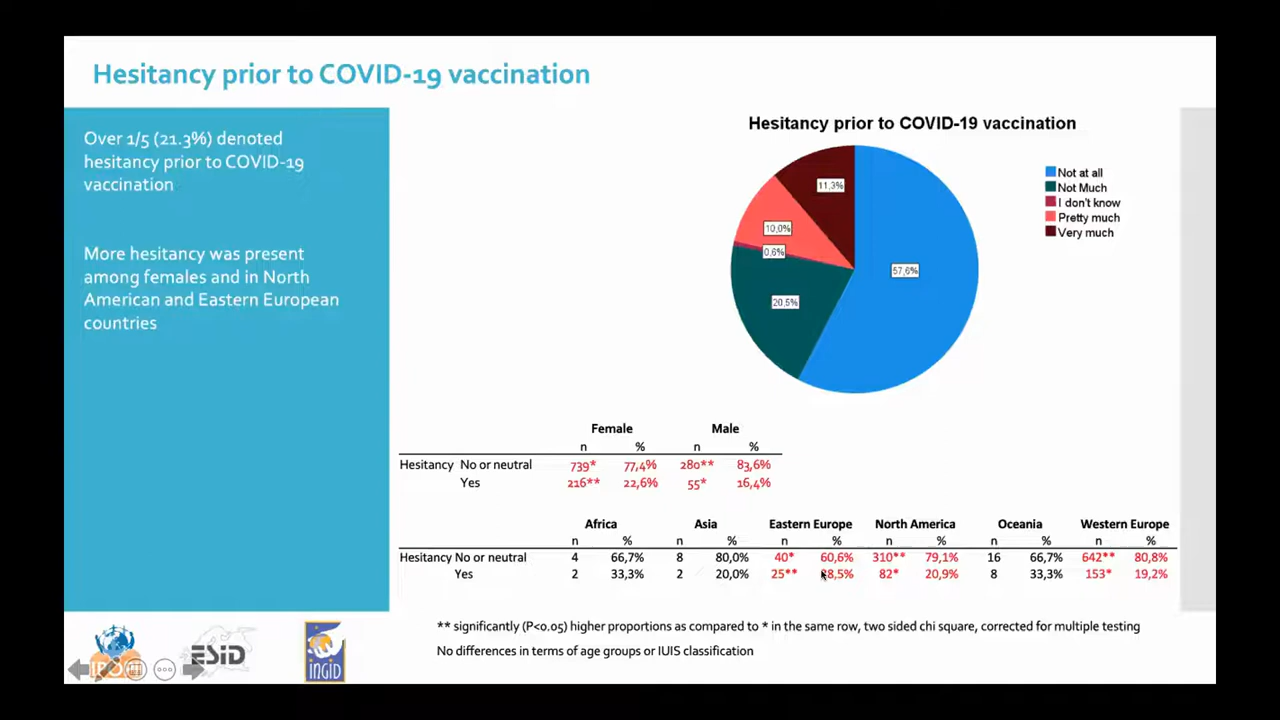 Hesitancy prior to COVID-19 vaccination
Over 1/5 (21.3%) denoted
hesitancy prior to COVID-19
vaccination
More hesitancy was present
among females and in North
American and Eastern European
countries
Hesitancy prior to COVID-19 vaccination
Not at all
Not Much
I don't know
Pretty much
Very much
11,3%
10,0%
0,6%
57,6%
20,5%
Female Male
n % n %
Hesitancy No or neutral 739* 77,4% 280** 83,6%
Yes 216** 22,6% 55* 16,4%
Africa Asia Eastern Europe North America Oceania Western Europe
n % n % n % n % n % n %
Hesitancy No or neutral 4 66,7% 8 80,0% 40* 60,6% 310** 79,1% 16 66,7% 642** 80,8%
Yes 2 33,3% 2 20,0% 25** 82* 20,9% 8 33,3% 153* 19,2%
** significantly (P<0.05) higher proportions as compared to * in the same row, two sided chi square, corrected for multiple testing
No differences in terms of age groups or IUIS classification
ESID
INGID